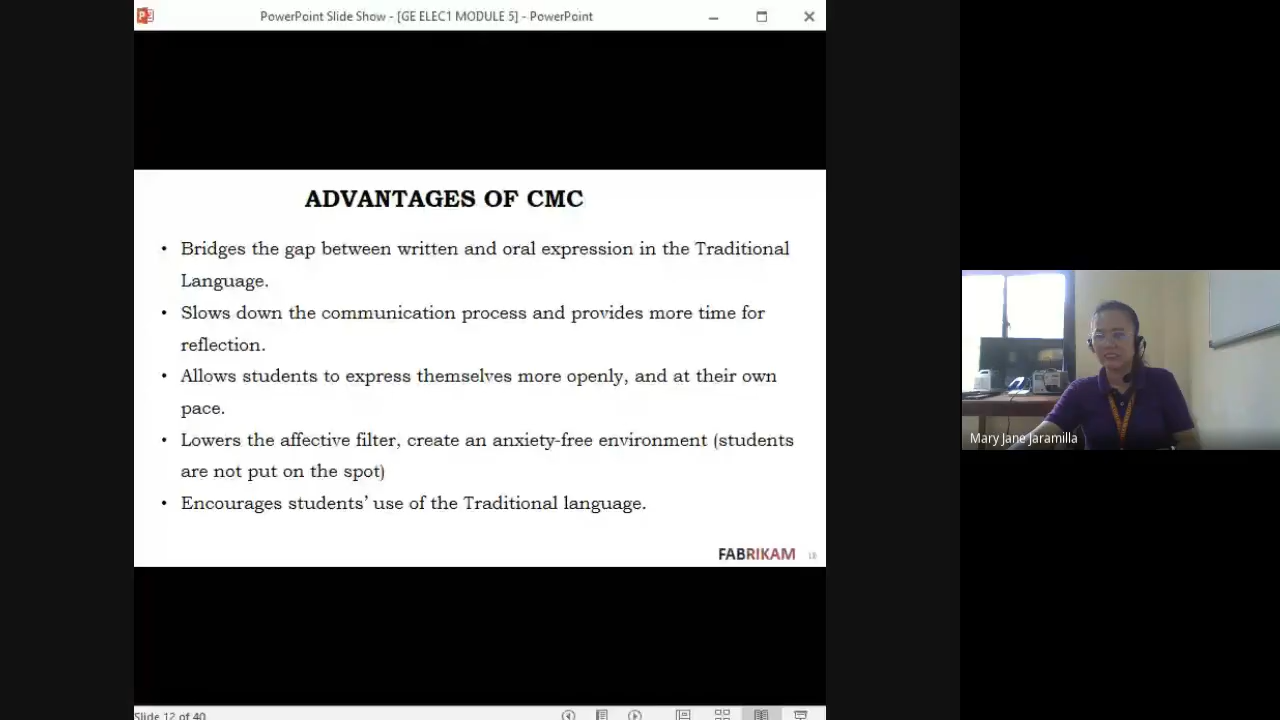 PowerPoint Slide Show - [GE ELEC1 MODULE 5] - PowerPoint
ADVANTAGES OF CMC
• Bridges the gap between written and oral expression in the Traditional
Language.
• Slows down the communication process and provides more time for
reflection.
• Allows students to express themselves more openly, and at their own
pace.
• Lowers the affective filter, create an anxiety-free environment (students
are not put on the spot)
• Encourages students’ use of the Traditional language.
FABRIKAM
Slide 12 of 40
Mary Jane Jaramilla